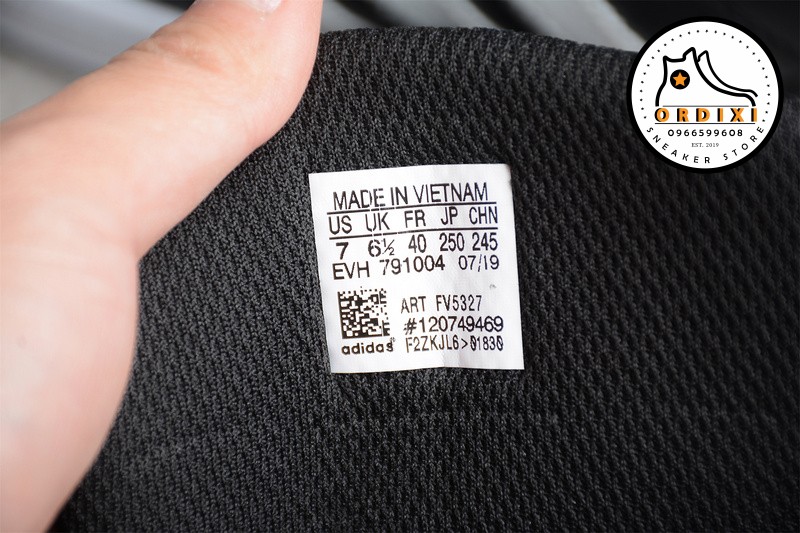 MADE IN VIETNAM
US UK FR JP CHN
7 6½ 40 250 245
EVH 791004 07/19
ART FV5327
#120749469
adidas F2ZKJL6>01830
ORDIXI
0966599608
EST. 2019
SNEAKER STORE